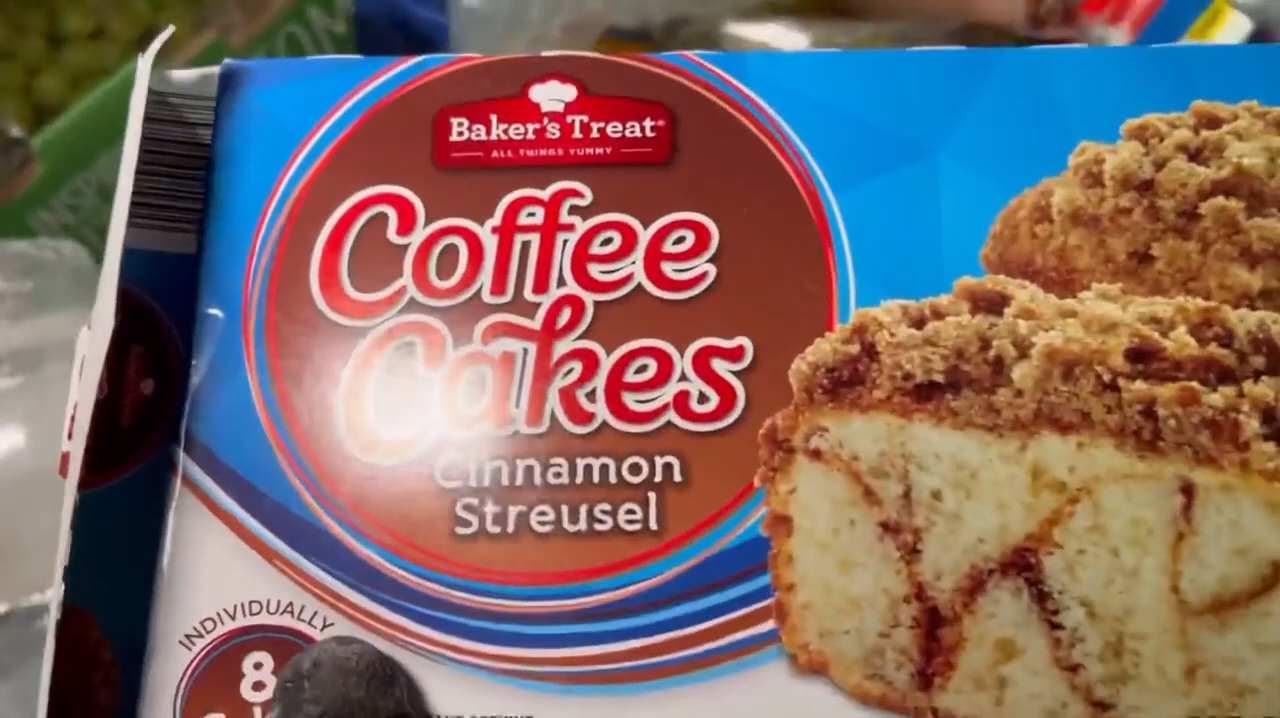 Baker's Treat®
ALL THINGS YUMMY
Coffee
Cakes
Cinnamon
Streusel
INDIVIDUALLY
8